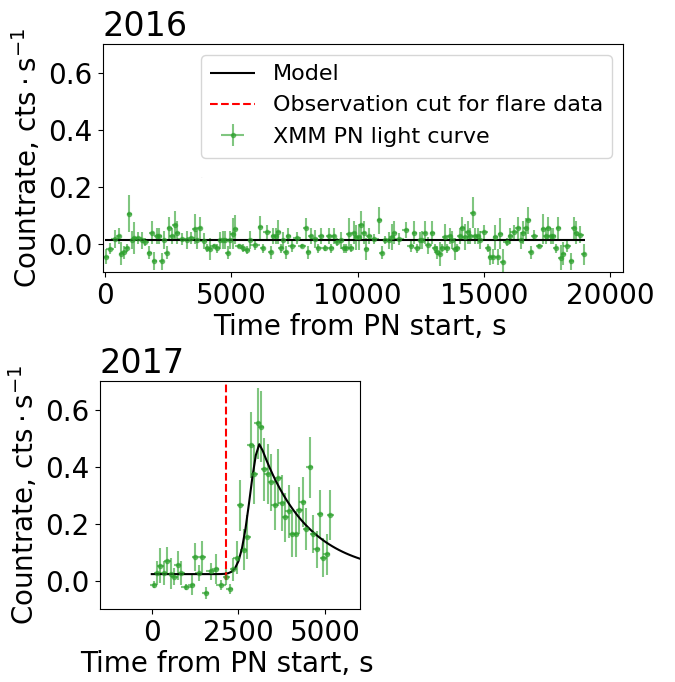 2016
0.6
0.4
0.2
0.0
Countrate, cts · s⁻¹
Model
Observation cut for flare data
XMM PN light curve
0 5000 10000 15000 20000
Time from PN start, s
2017
0.6
0.4
0.2
0.0
Countrate, cts · s⁻¹
0 2500 5000
Time from PN start, s